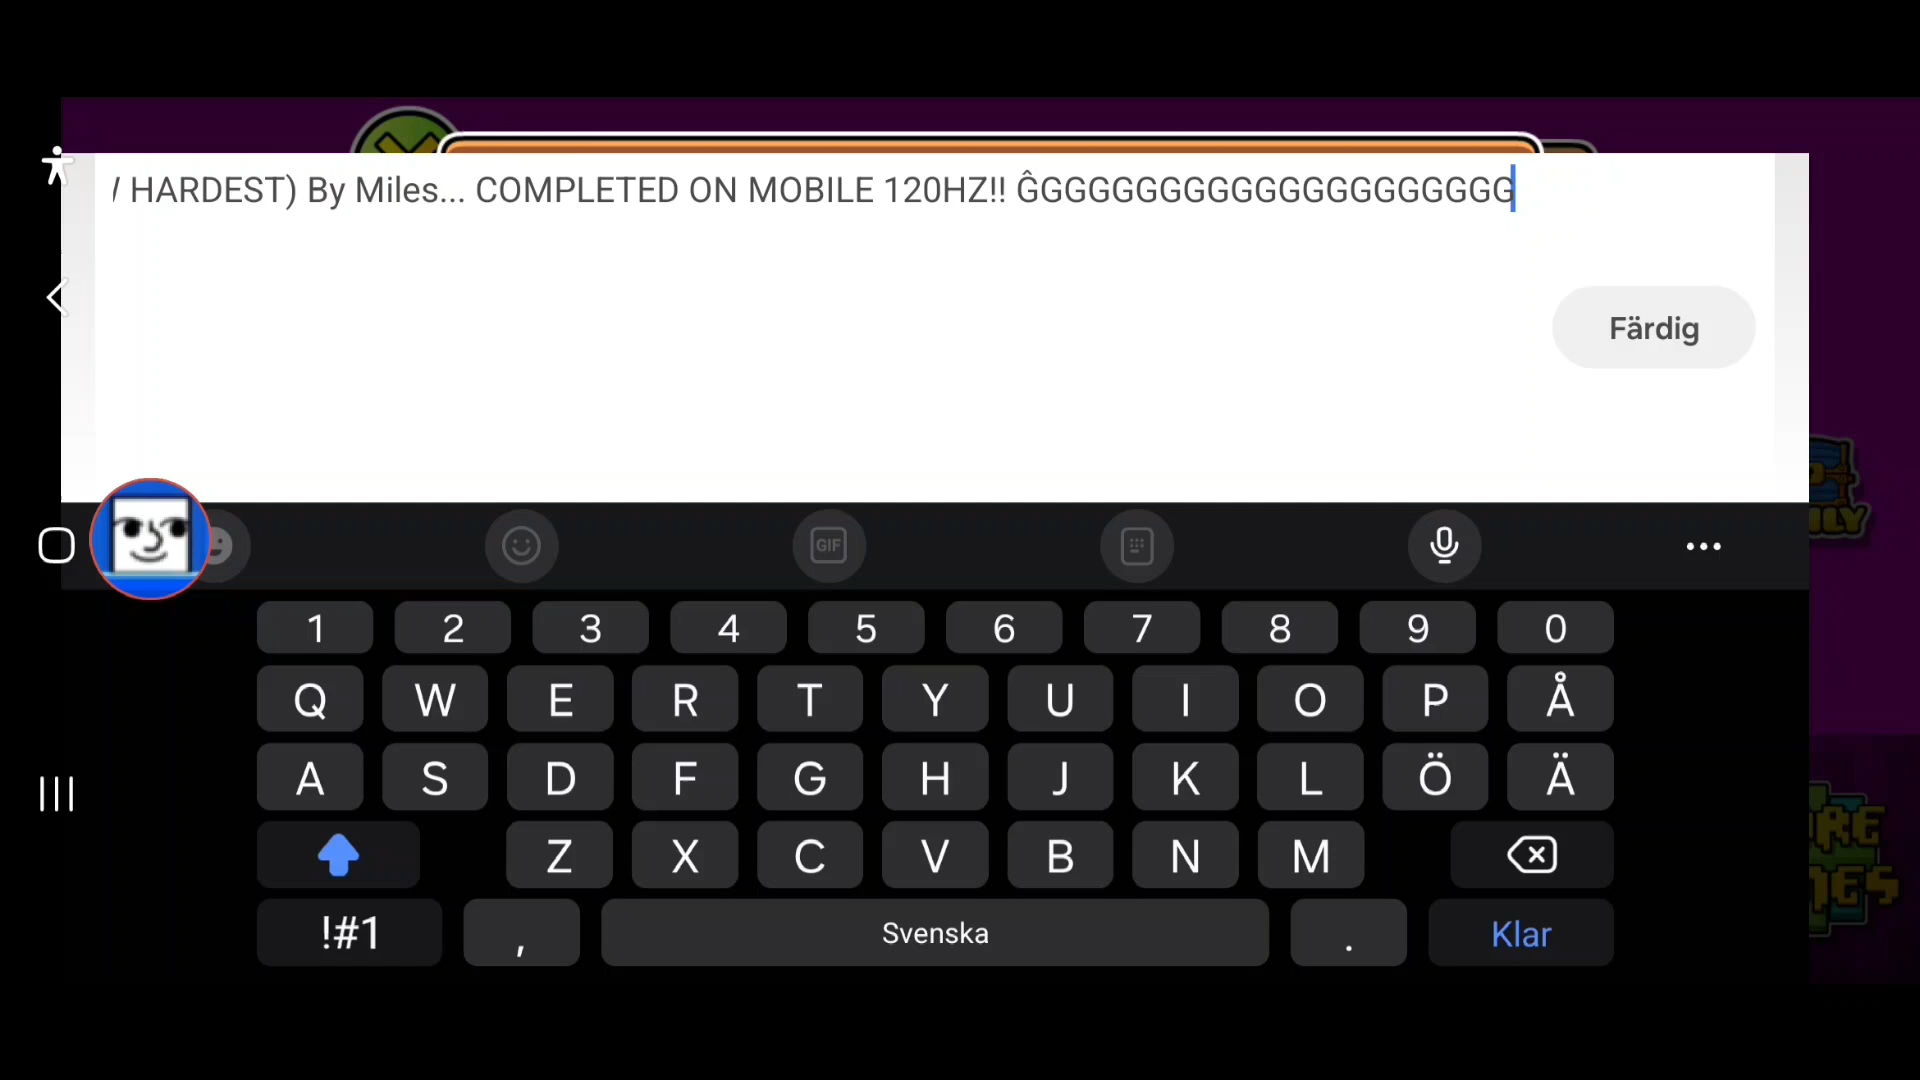 / HARDEST) By Miles... COMPLETED ON MOBILE 120HZ!! ĜGGGGGGGGGGGGGGGGGGGG
Färdig
GIF
1 2 3 4 5 6 7 8 9 0
Q W E R T Y U I O P Å
A S D F G H J K L Ö Ä
Z X C V B N M
!#1 , Svenska . Klar